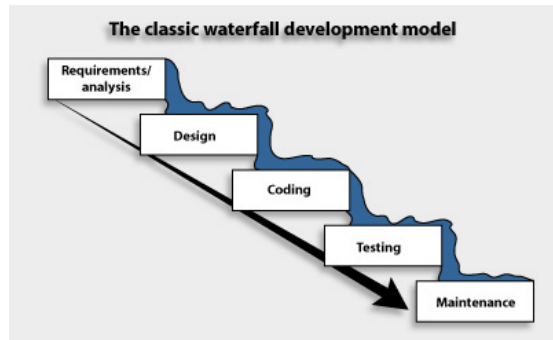 The classic waterfall development model
Requirements/
analysis
Design
Coding
Testing
Maintenance